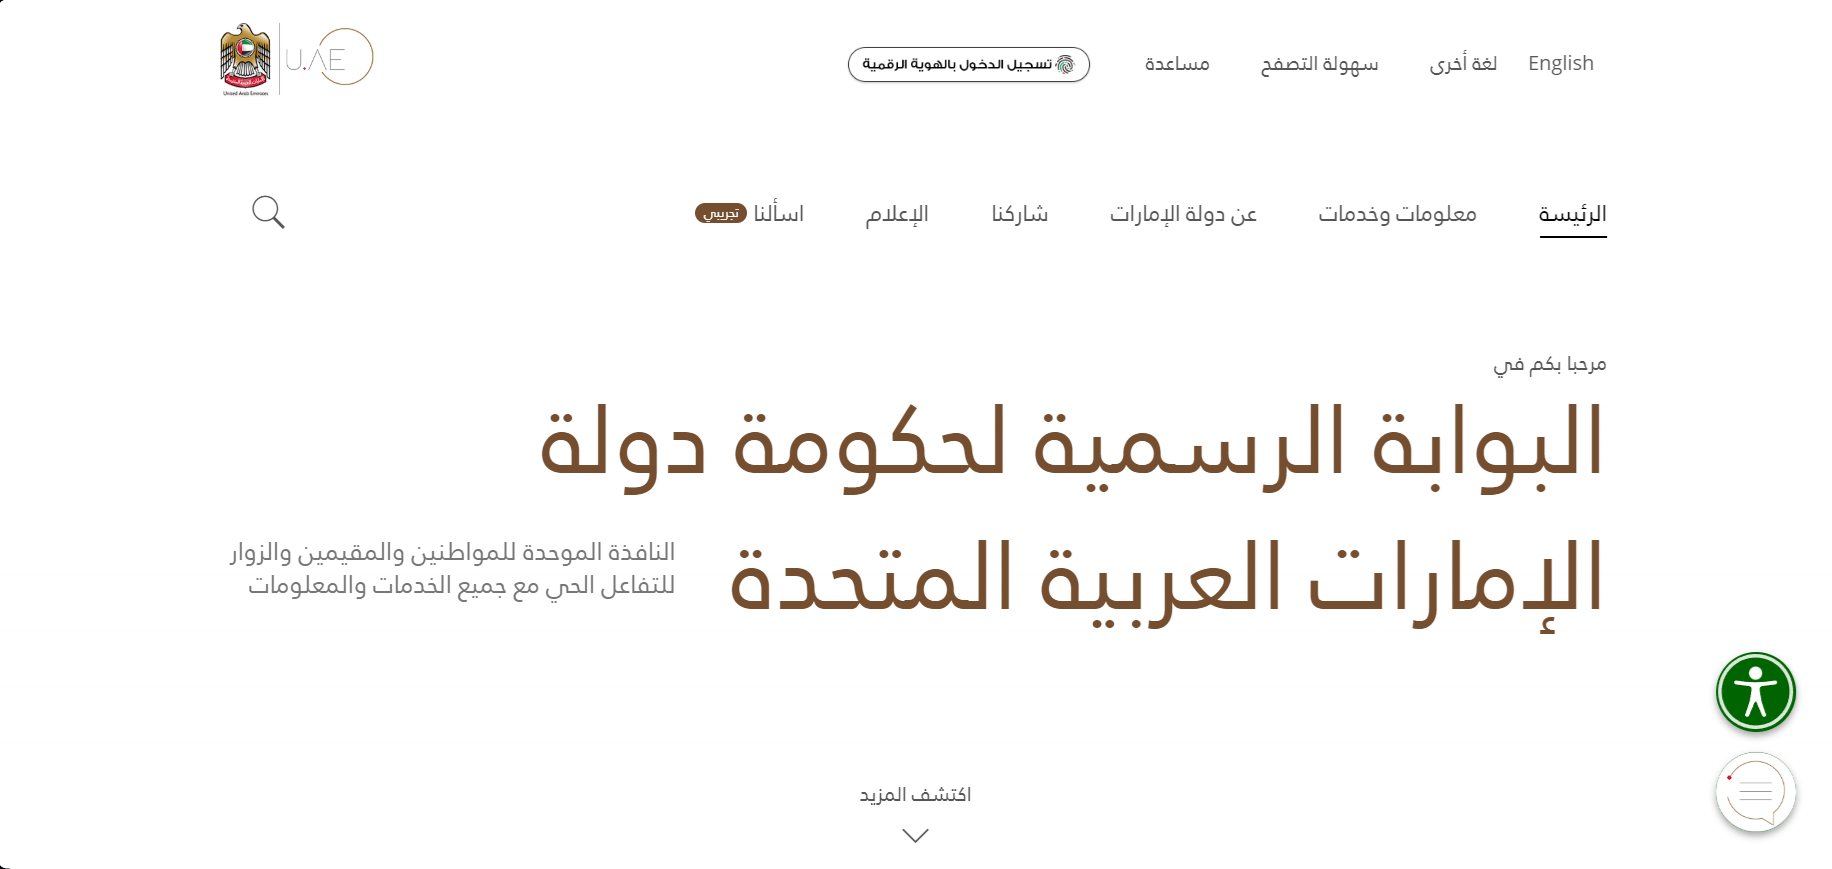 English
لغة أخرى
سهولة التصفح
مساعدة
تسجيل الدخول بالهوية الرقمية
U.AE
United Arab Emirates
الرئيسة
معلومات وخدمات
عن دولة الإمارات
شاركنا
الإعلام
اسألنا تجريبي
مرحبا بكم في
البوابة الرسمية لحكومة دولة
الإمارات العربية المتحدة
النافذة الموحدة للمواطنين والمقيمين والزوار
للتفاعل الحي مع جميع الخدمات والمعلومات
اكتشف المزيد